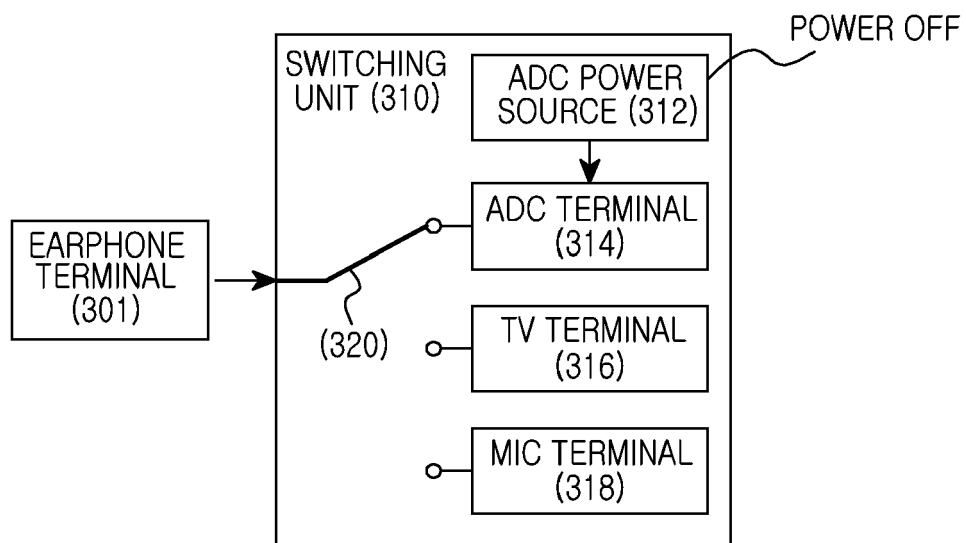 POWER OFF
SWITCHING
UNIT (310)
ADC POWER
SOURCE (312)
ADC TERMINAL
(314)
EARPHONE
TERMINAL
(301)
(320)
TV TERMINAL
(316)
MIC TERMINAL
(318)